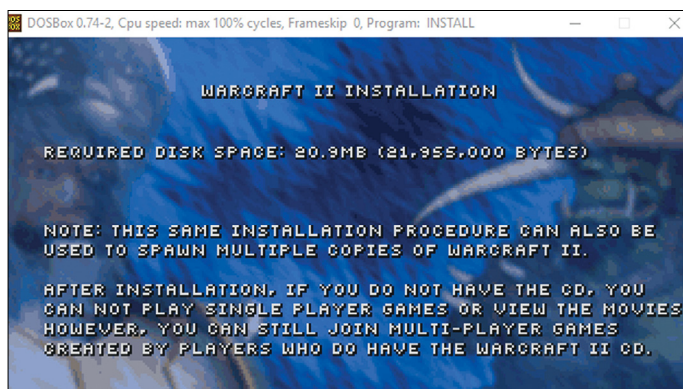 DOSBox 0.74-2, Cpu speed: max 100% cycles, Frameskip 0, Program: INSTALL
WARCRAFT II INSTALLATION
REQUIRED DISK SPACE: 20.9MB (21,955,000 BYTES)
NOTE: THIS SAME INSTALLATION PROCEDURE CAN ALSO BE
USED TO SPAWN MULTIPLE COPIES OF WARCRAFT II.
AFTER INSTALLATION, IF YOU DO NOT HAVE THE CD, YOU
CAN NOT PLAY SINGLE PLAYER GAMES OR VIEW THE MOVIES
HOWEVER, YOU CAN STILL JOIN MULTI-PLAYER GAMES
CREATED BY PLAYERS WHO DO HAVE THE WARCRAFT II CD.